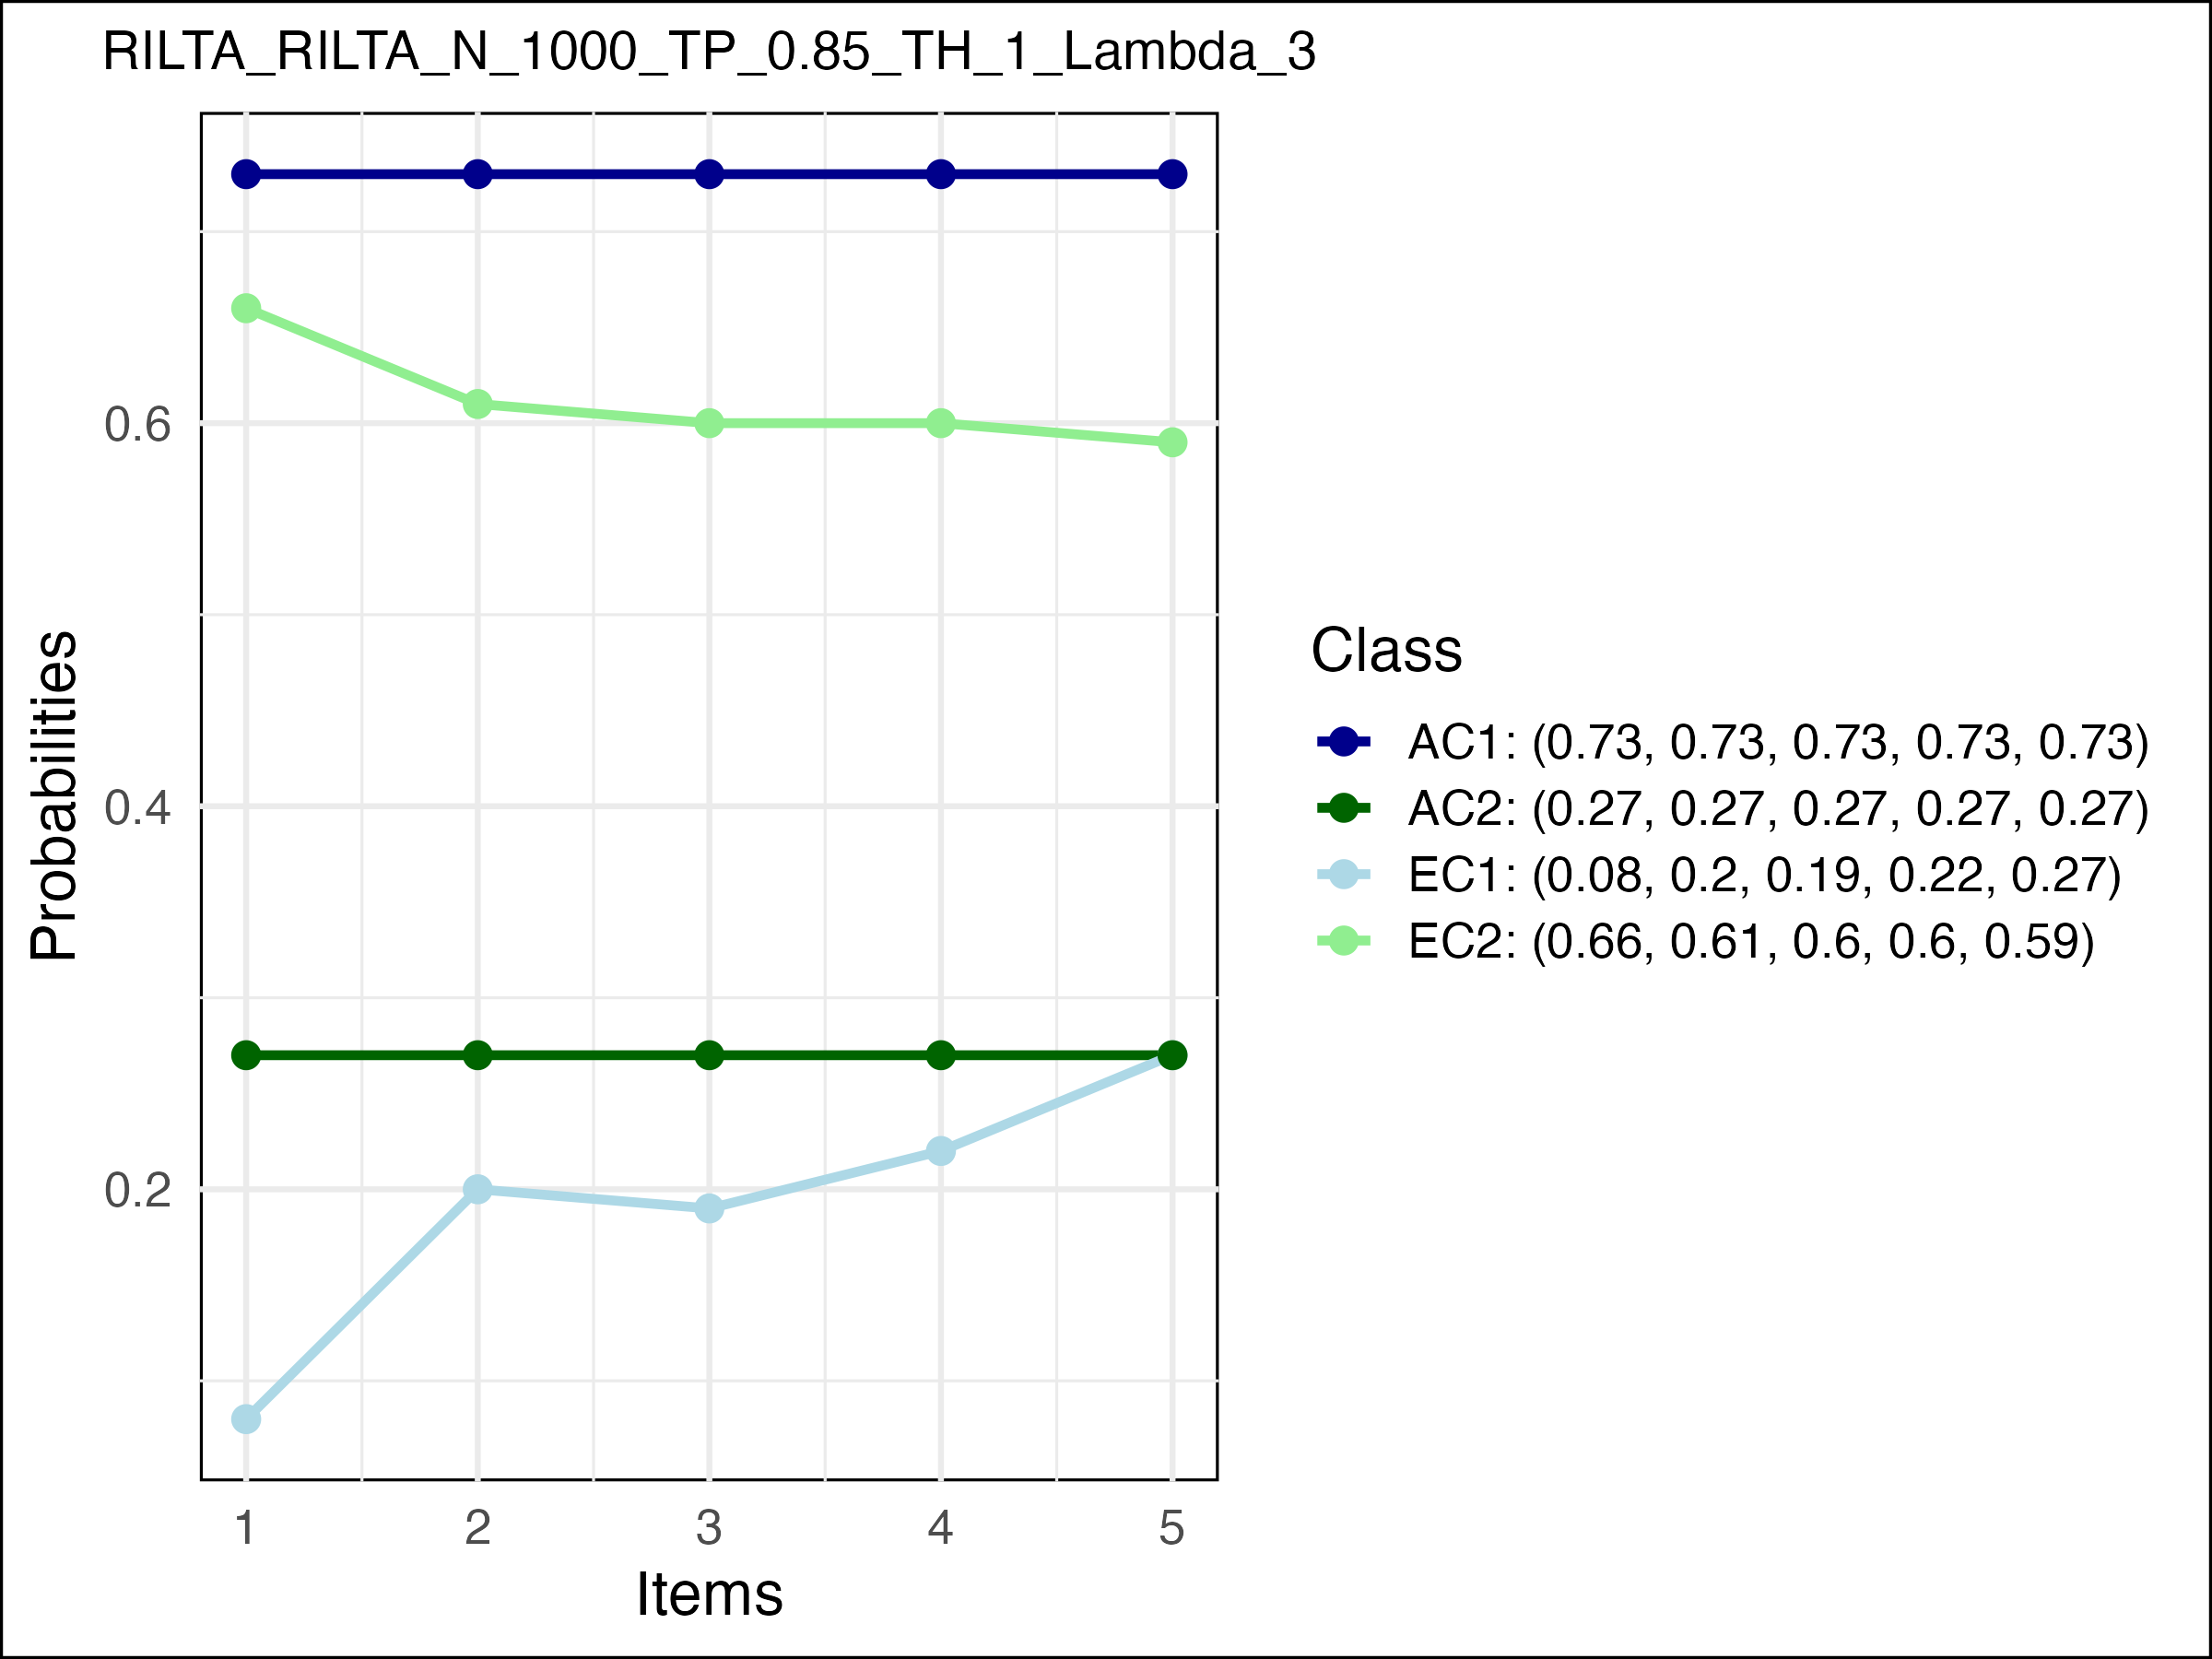 RILTA_RILTA_N_1000_TP_0.85_TH_1_Lambda_3
Probabilities
0.6
0.4
0.2
1 2 3 4 5
Items
Class
AC1: (0.73, 0.73, 0.73, 0.73, 0.73)
AC2: (0.27, 0.27, 0.27, 0.27, 0.27)
EC1: (0.08, 0.2, 0.19, 0.22, 0.27)
EC2: (0.66, 0.61, 0.6, 0.6, 0.59)